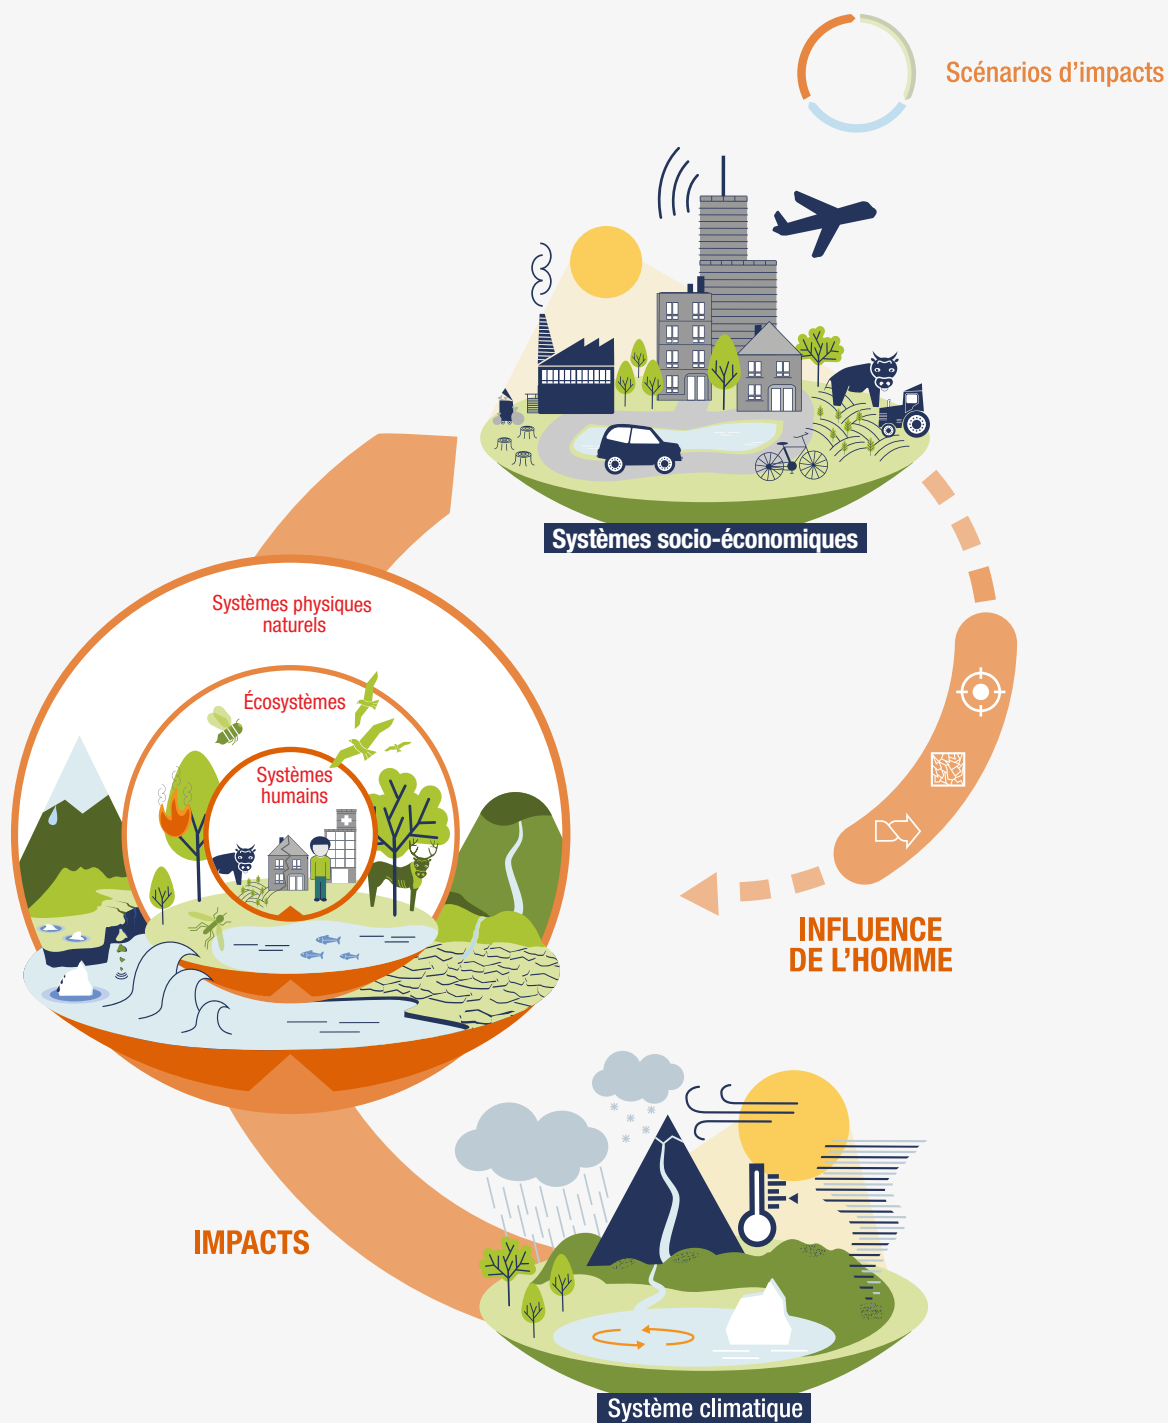 Scénarios d’impacts
Systèmes socio-économiques
Systèmes physiques
naturels
Écosystèmes
Systèmes
humains
INFLUENCE
DE L’HOMME
IMPACTS
Système climatique